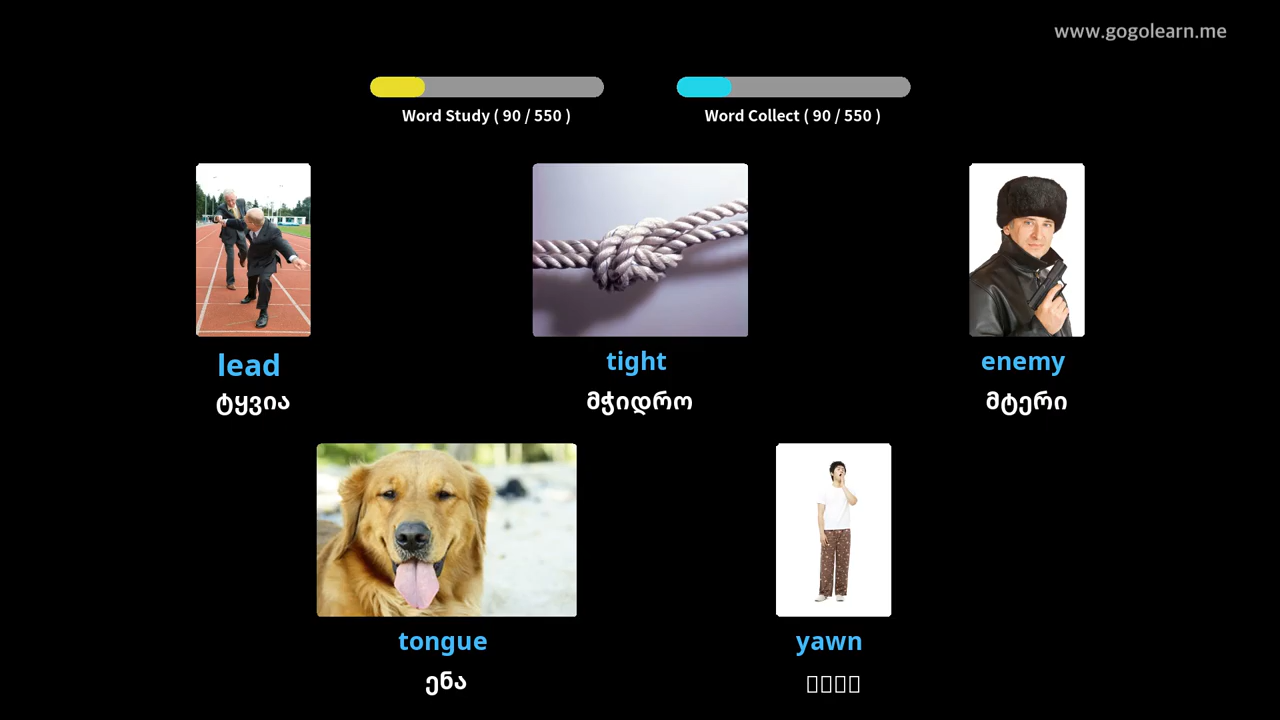 www.gogolearn.me
Word Study ( 90 / 550 )
Word Collect ( 90 / 550 )
lead
ტყვია
tight
მჭიდრო
enemy
მტერი
tongue
ენა
yawn